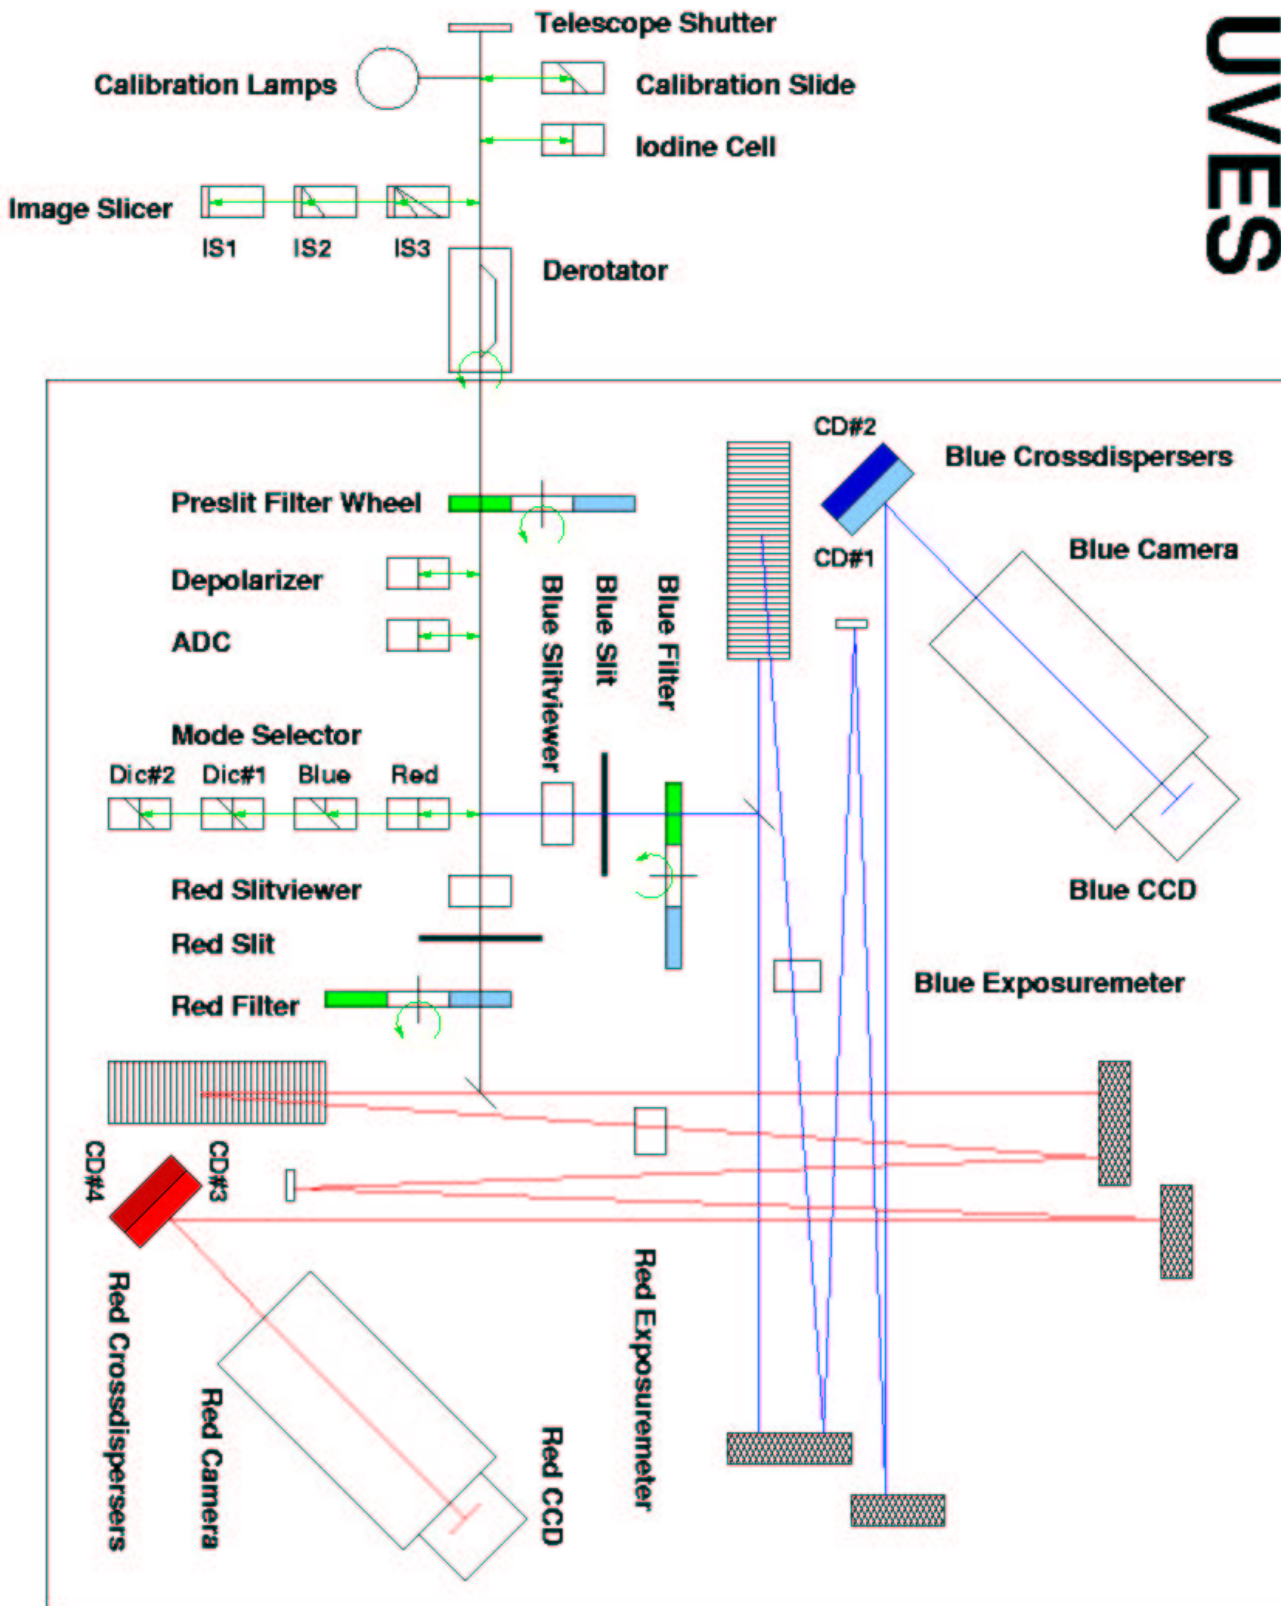 UVES
Telescope Shutter
Calibration Lamps
Calibration Slide
Iodine Cell
Image Slicer
IS1
IS2
IS3
Derotator
CD#2
Blue Crossdispersers
Preslit Filter Wheel
CD#1
Blue Camera
Depolarizer
ADC
Blue Slitviewer
Blue Slit
Blue Filter
Mode Selector
Dic#2
Dic#1
Blue
Red
Red Slitviewer
Blue CCD
Red Slit
Blue Exposuremeter
Red Filter
CD#4
CD#3
Red Crossdispersers
Red Camera
Red CCD
Red Exposuremeter